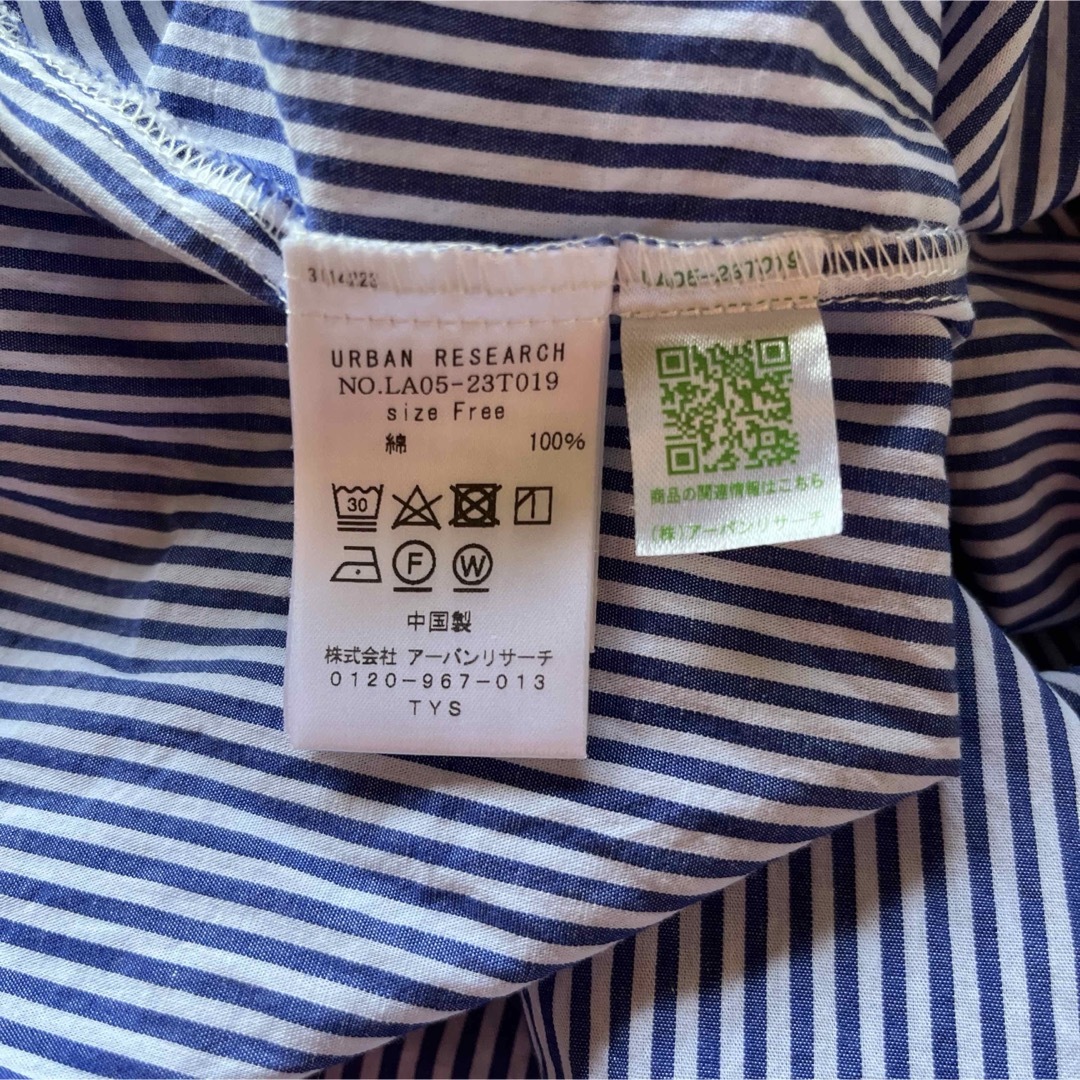 URBAN RESEARCH
NO.LA05-23T019
size Free
綿 100%
30
F W
中国製
株式会社 アーバンリサーチ
0120-967-013
TYS
商品の関連情報はこちら
(株)アーバンリサーチ